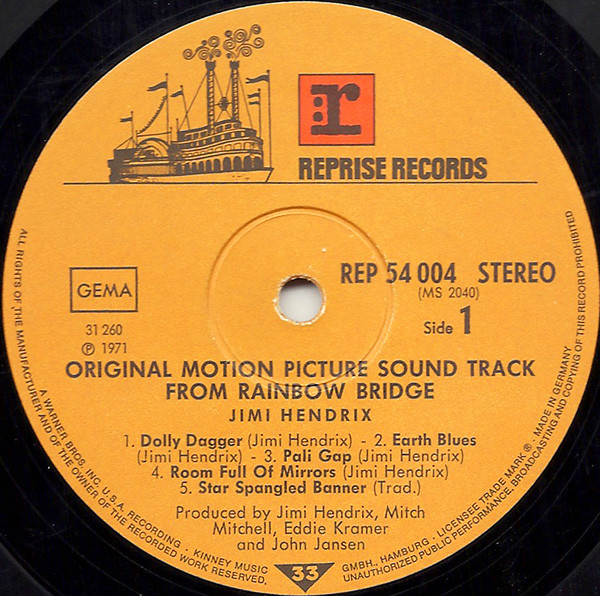 r
REPRISE RECORDS
GEMA
31 260
℗ 1971
REP 54 004 STEREO
(MS 2040)
Side 1
ORIGINAL MOTION PICTURE SOUND TRACK
FROM RAINBOW BRIDGE
JIMI HENDRIX
1. Dolly Dagger (Jimi Hendrix) - 2. Earth Blues
(Jimi Hendrix) - 3. Pali Gap (Jimi Hendrix)
4. Room Full Of Mirrors (Jimi Hendrix)
5. Star Spangled Banner (Trad.)
Produced by Jimi Hendrix, Mitch
Mitchell, Eddie Kramer
and John Jansen
33
ALL RIGHTS OF THE MANUFACTURER AND OF THE OWNER OF THE RECORDED WORK RESERVED.
A WARNER BROS. INC. U.S.A. RECORDING • KINNEY MUSIC GMBH., HAMBURG • LICENSEE TRADE MARK ® • MADE IN GERMANY
UNAUTHORIZED PUBLIC PERFORMANCE, BROADCASTING AND COPYING OF THIS RECORD PROHIBITED